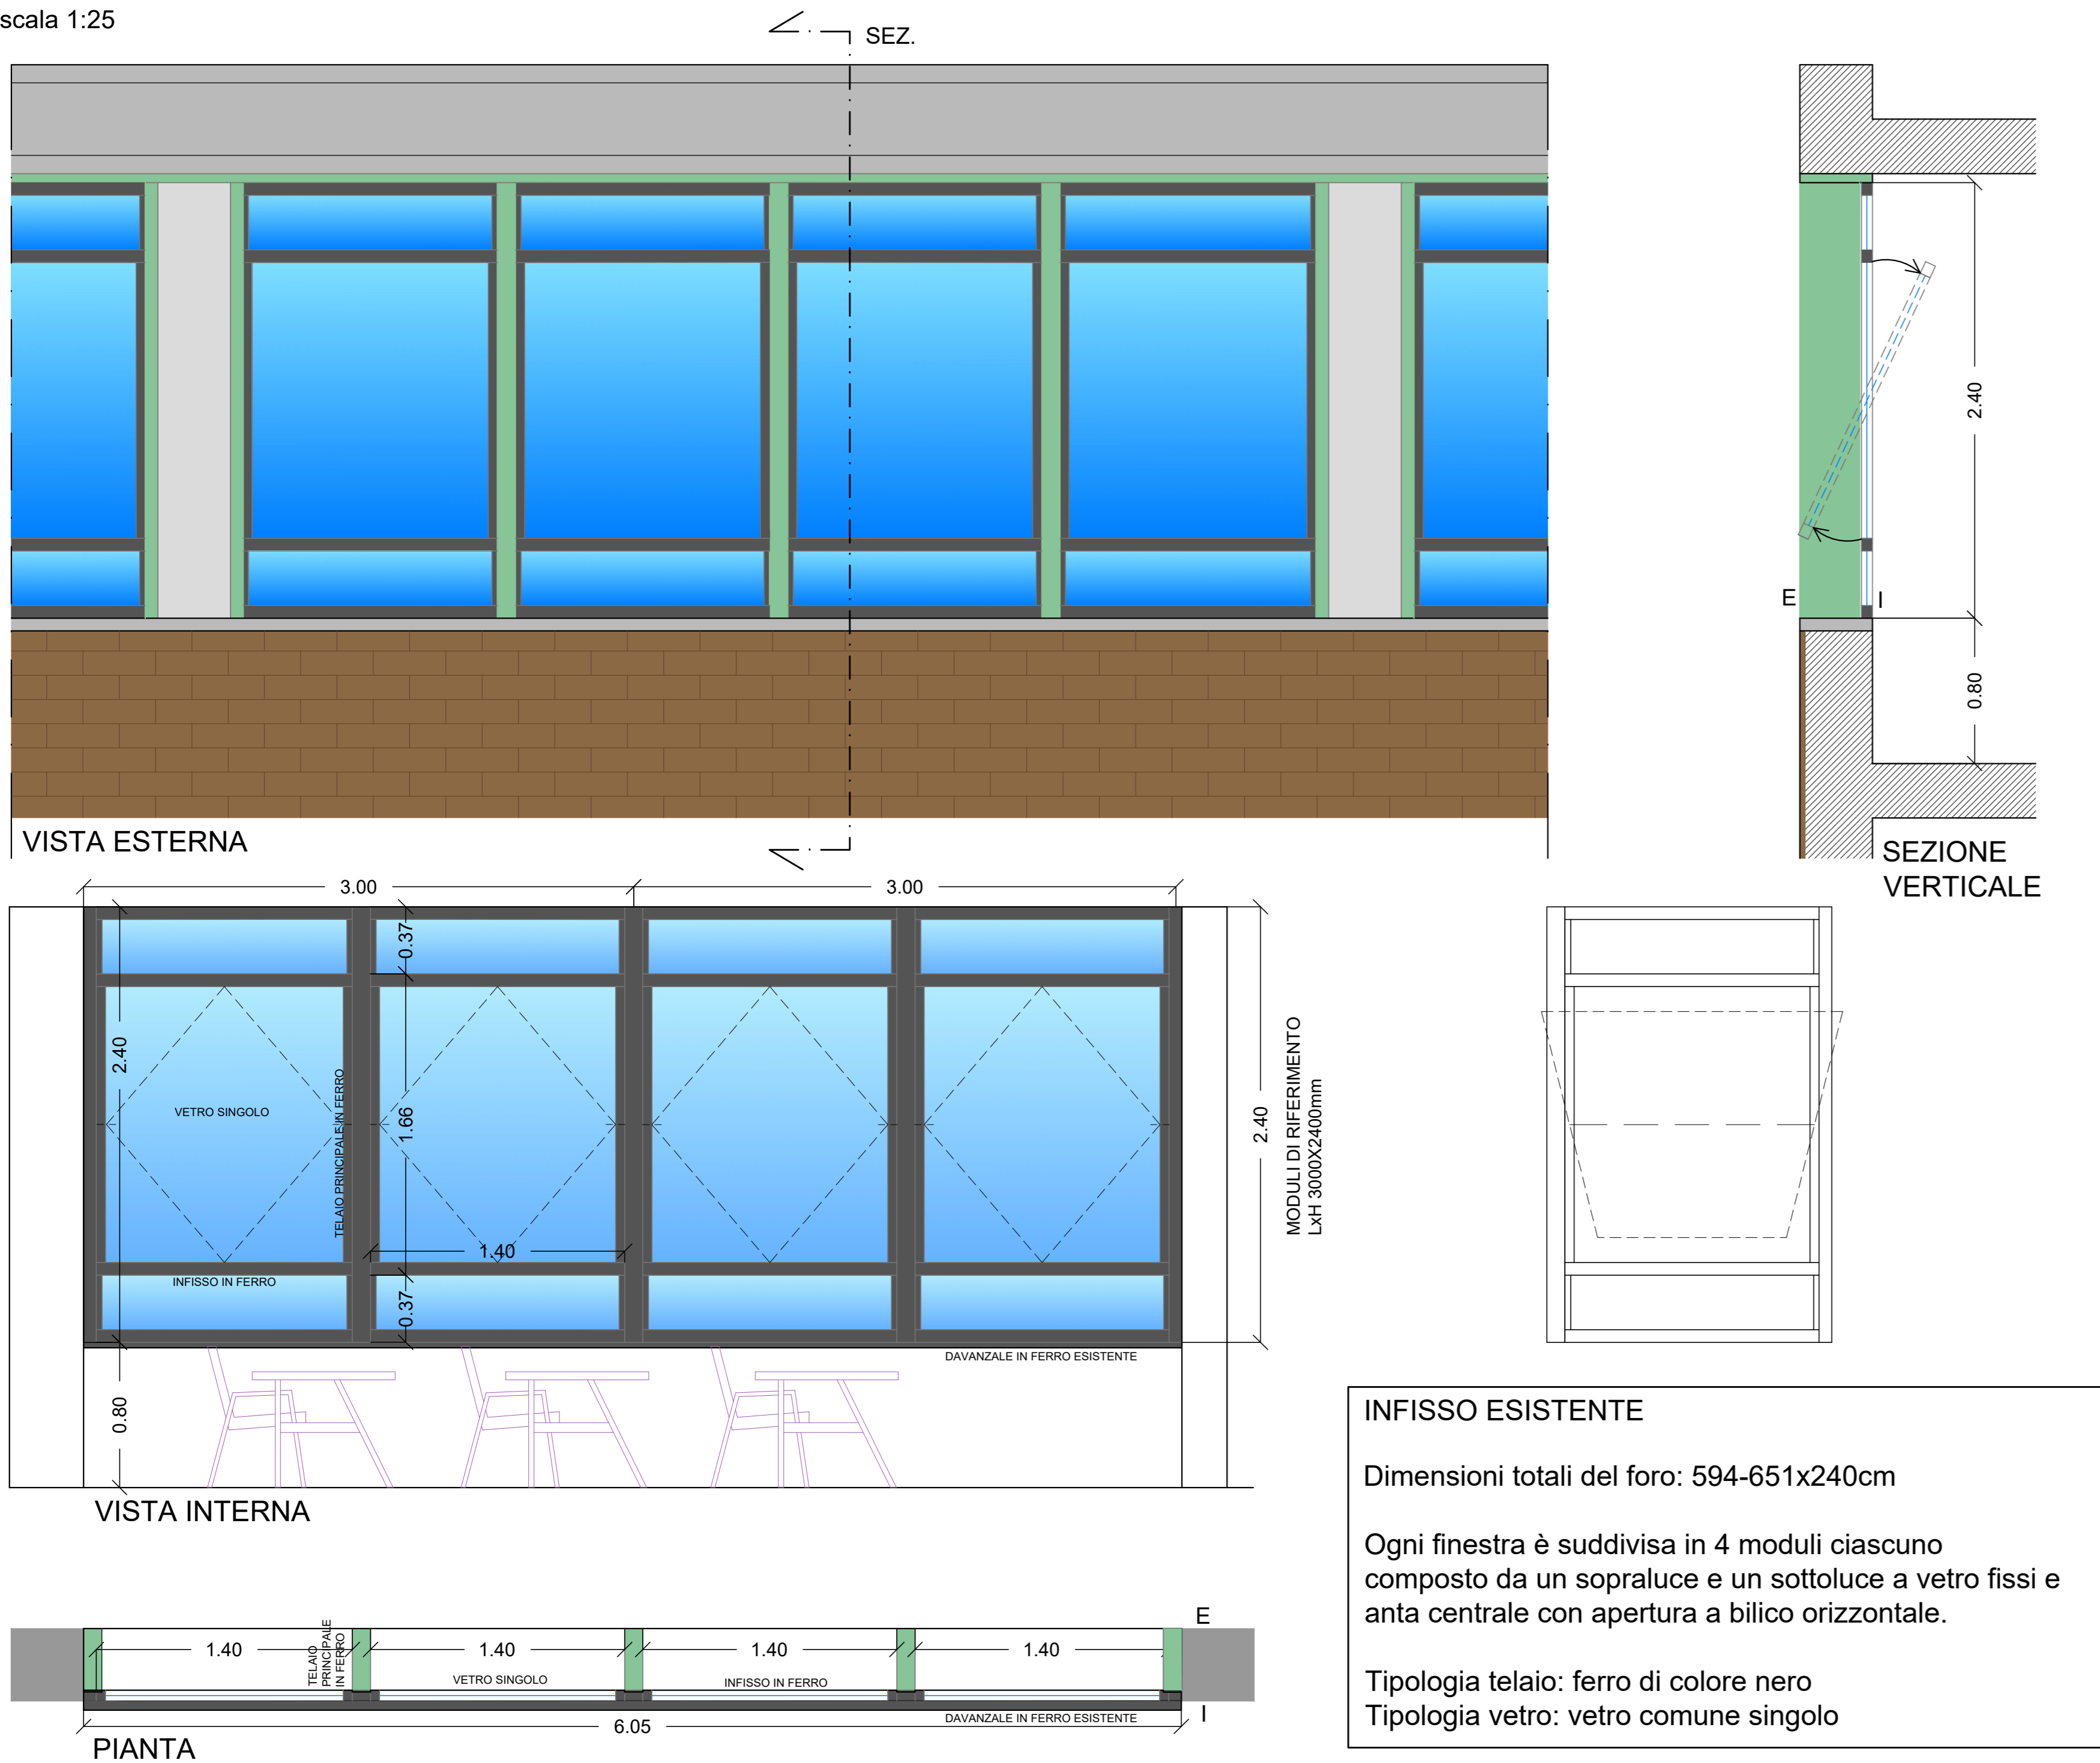 scala 1:25
SEZ.
2.40
E
I
0.80
VISTA ESTERNA
SEZIONE
VERTICALE
3.00
3.00
0.37
2.40
VETRO SINGOLO
TELAIO PRINCIPALE IN FERRO
1.66
1.40
INFISSO IN FERRO
0.37
2.40
MODULI DI RIFERIMENTO
LxH 3000X2400mm
DAVANZALE IN FERRO ESISTENTE
0.80
VISTA INTERNA
INFISSO ESISTENTE
Dimensioni totali del foro: 594-651x240cm
Ogni finestra è suddivisa in 4 moduli ciascuno
composto da un sopraluce e un sottoluce a vetro fissi e
anta centrale con apertura a bilico orizzontale.
Tipologia telaio: ferro di colore nero
Tipologia vetro: vetro comune singolo
E
1.40
TELAIO
PRINCIPALE
IN FERRO
1.40
1.40
1.40
VETRO SINGOLO
INFISSO IN FERRO
I
DAVANZALE IN FERRO ESISTENTE
6.05
PIANTA